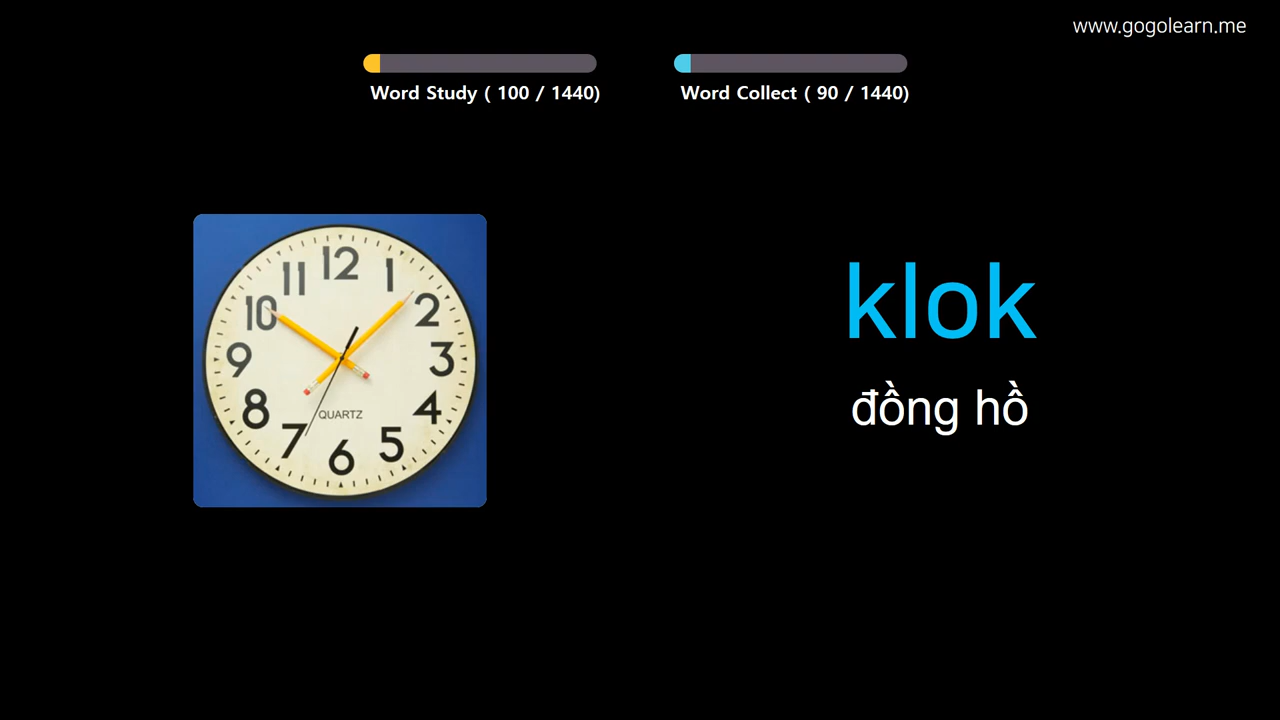 www.gogolearn.me
Word Study ( 100 / 1440)
Word Collect ( 90 / 1440)
12
11
1
10
2
9
3
8
4
QUARTZ
7
5
6
klok
đồng hồ